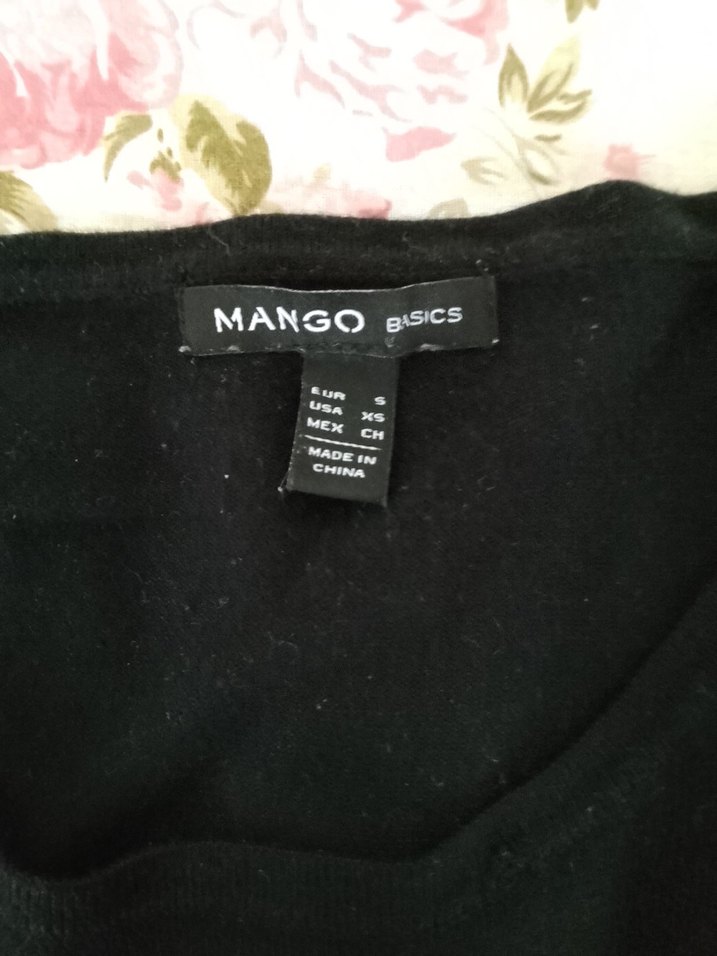 MANGO BASICS
EUR S
USA XS
MEX CH
MADE IN
CHINA